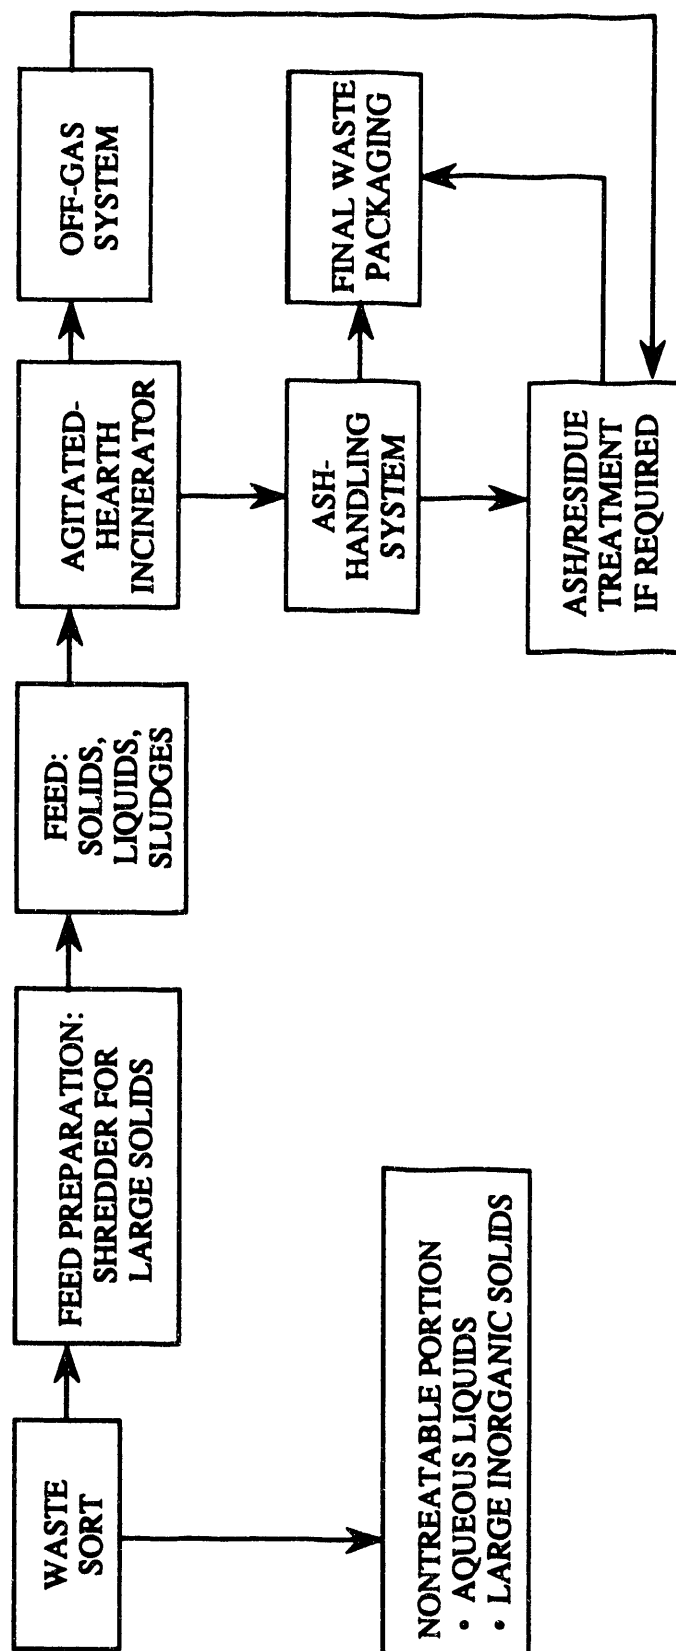 WASTE
SORT
FEED PREPARATION:
SHREDDER FOR
LARGE SOLIDS
FEED:
SOLIDS,
LIQUIDS,
SLUDGES
AGITATED-
HEARTH
INCINERATOR
OFF-GAS
SYSTEM
ASH-
HANDLING
SYSTEM
FINAL WASTE
PACKAGING
NONTREATABLE PORTION
• AQUEOUS LIQUIDS
• LARGE INORGANIC SOLIDS
ASH/RESIDUE
TREATMENT
IF REQUIRED